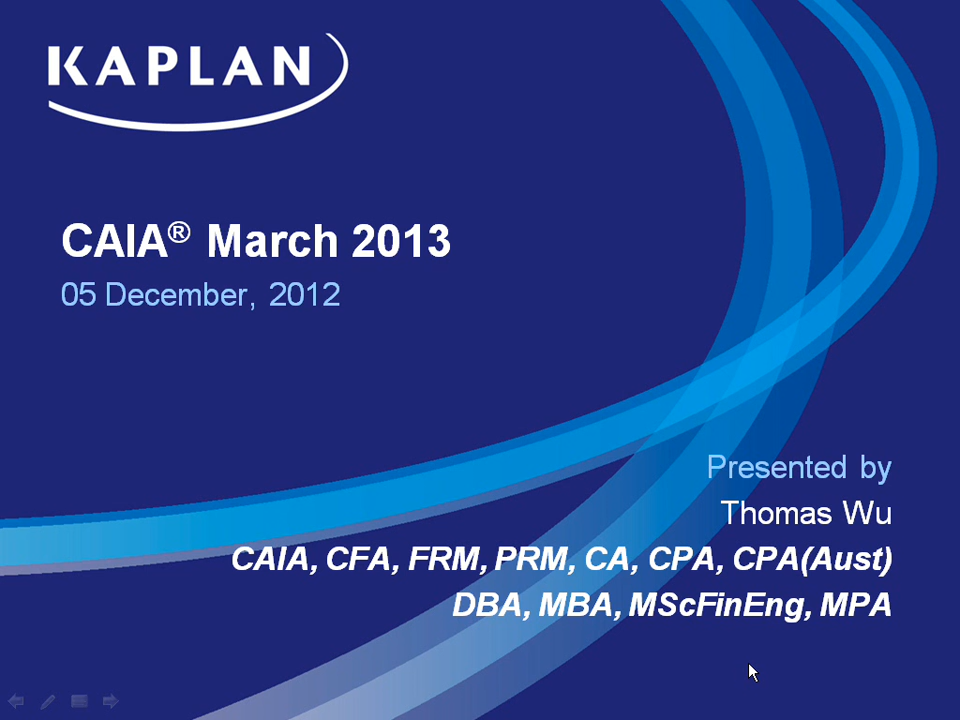 KAPLAN
CAIA® March 2013
05 December, 2012
Presented by
Thomas Wu
CAIA, CFA, FRM, PRM, CA, CPA, CPA(Aust)
DBA, MBA, MScFinEng, MPA